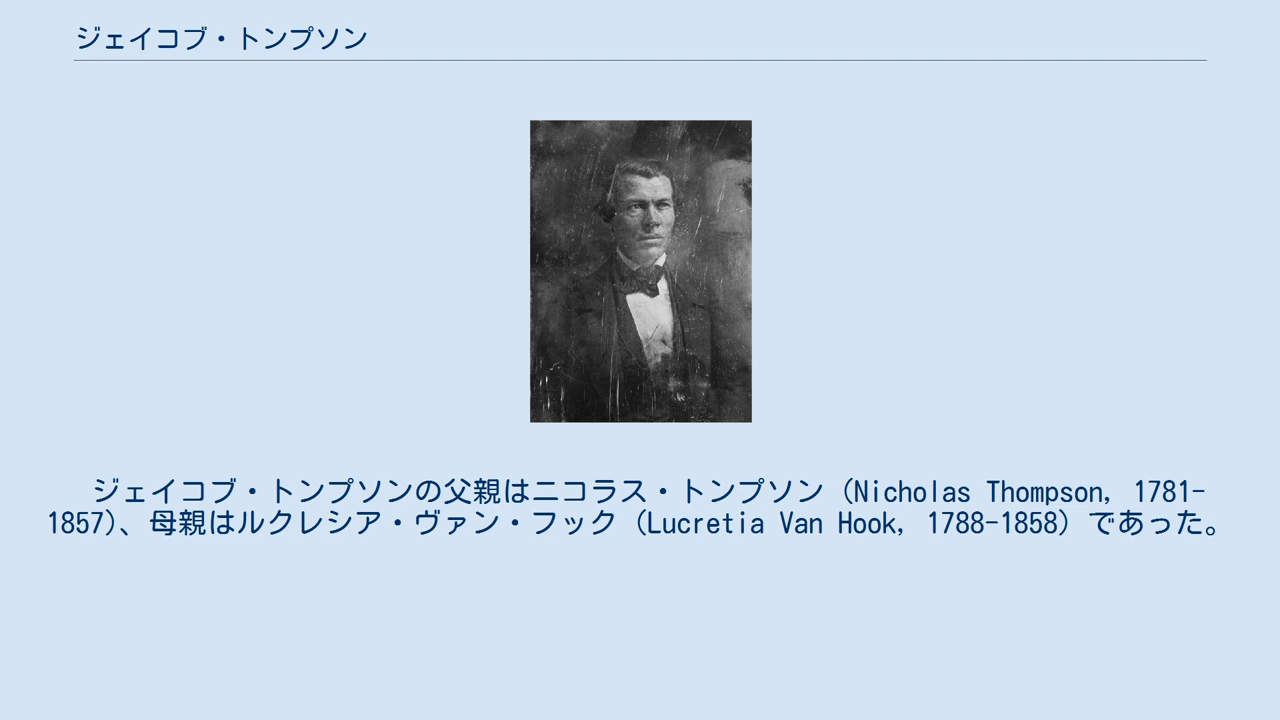 ジェイコブ・トンプソン
ジェイコブ・トンプソンの父親はニコラス・トンプソン（Nicholas Thompson, 1781-
1857)、母親はルクレシア・ヴァン・フック（Lucretia Van Hook, 1788-1858）であった。